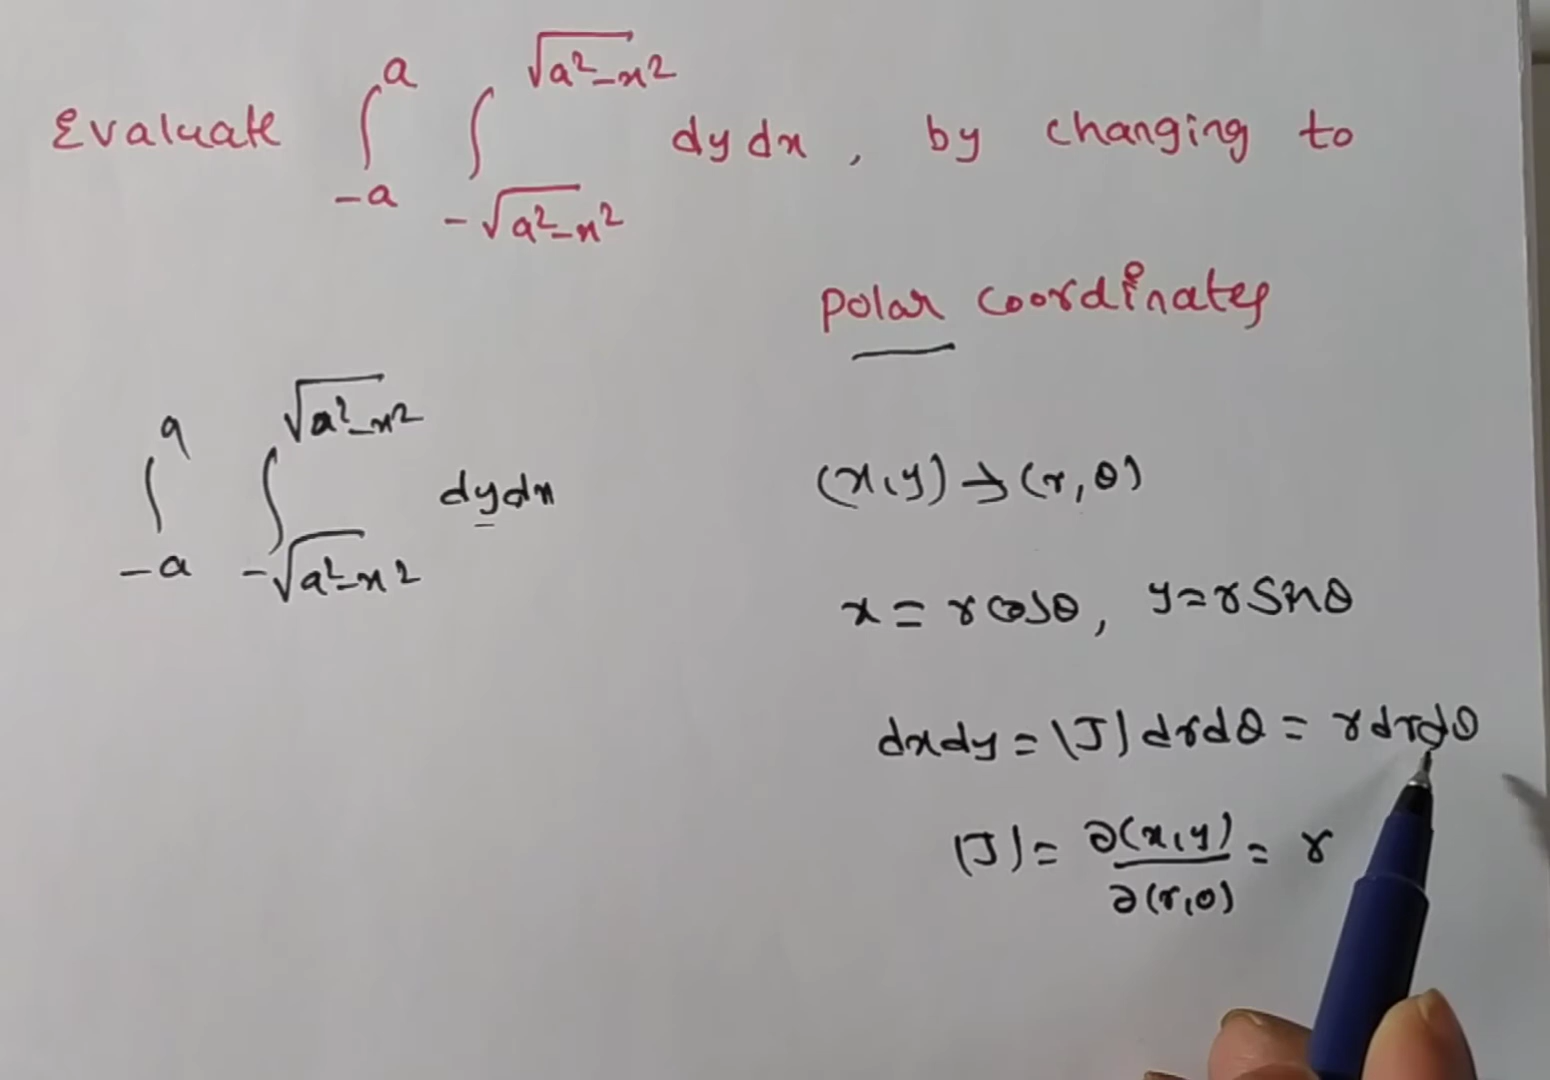 Evaluate ∫_{-a}^{a} ∫_{-√(a²-x²)}^{√(a²-x²)} dy dx , by changing to
polar coordinates
∫_{-a}^{a} ∫_{-√(a²-x²)}^{√(a²-x²)} dydx
(x,y) → (r,θ)
x = r cosθ, y = r sinθ
dxdy = |J| drdθ = r drdθ
|J| = ∂(x,y)/∂(r,θ) = r